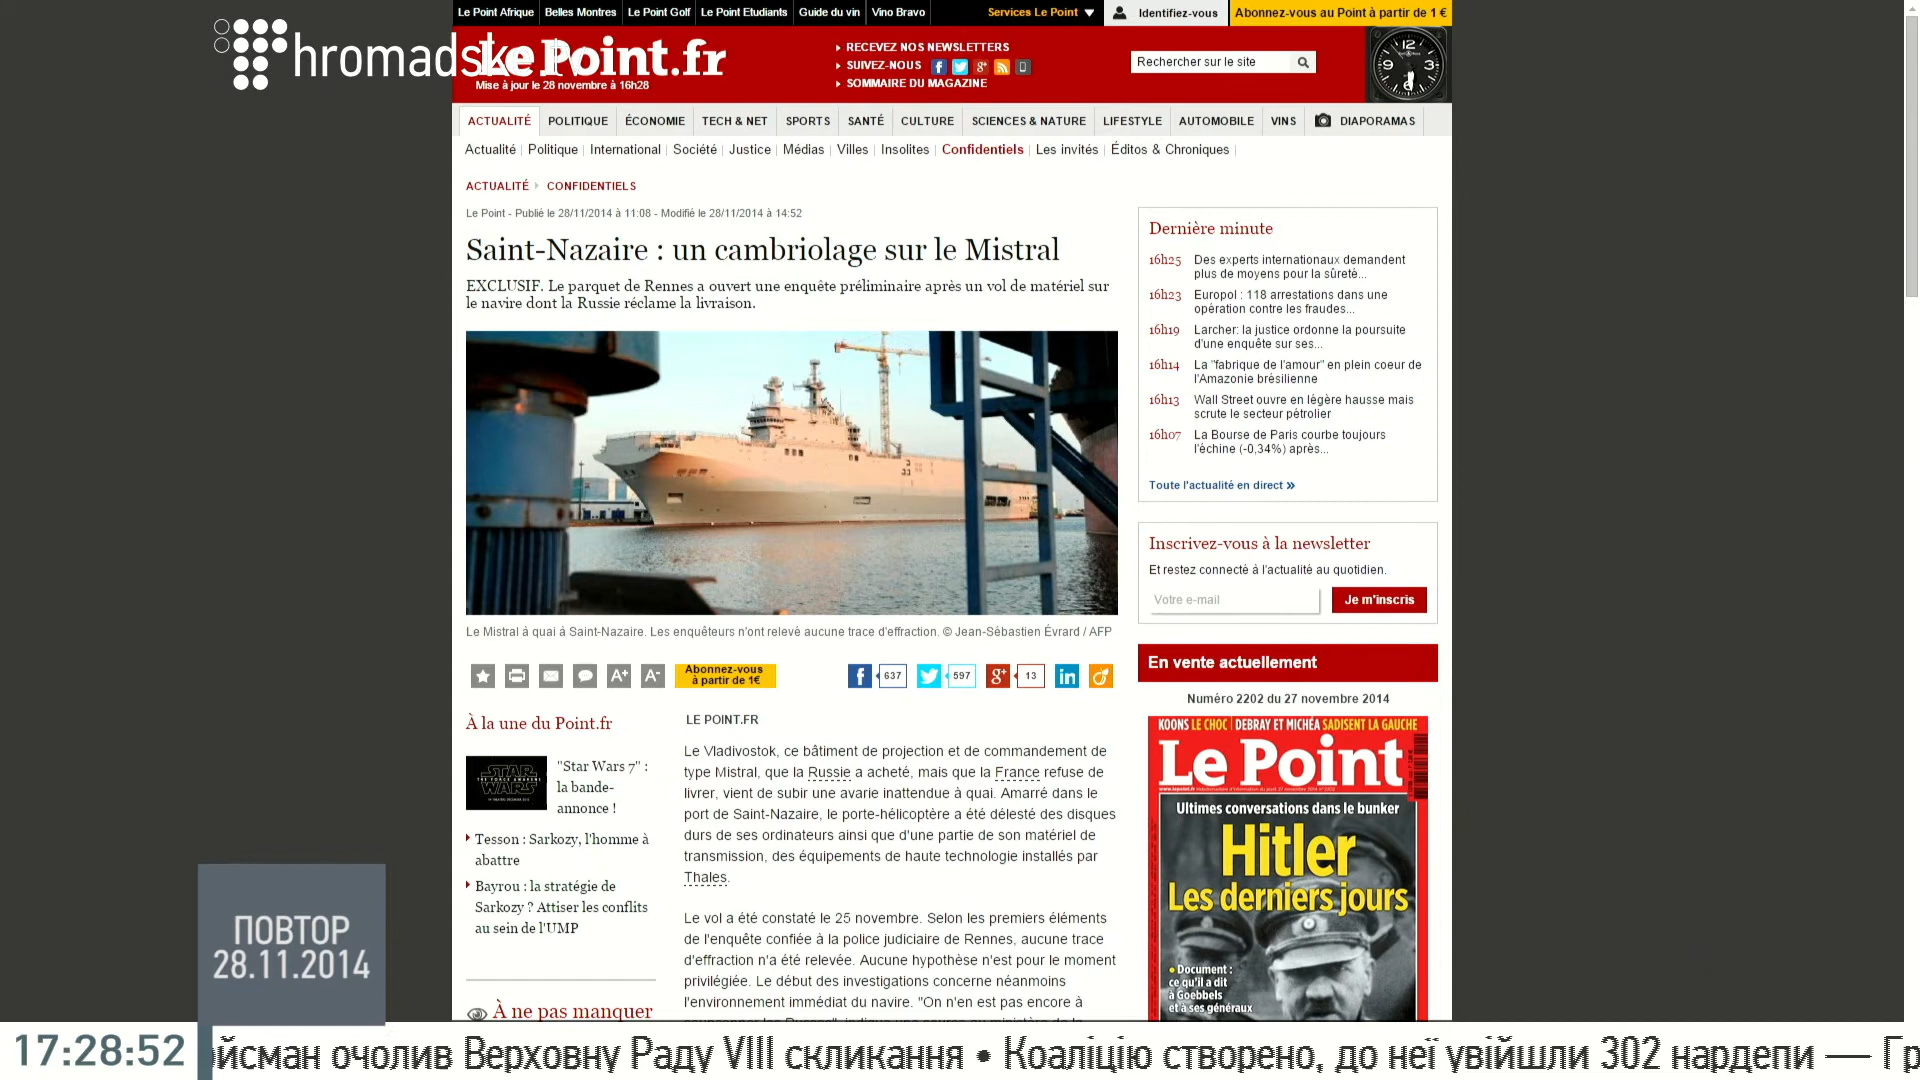 Le Point Afrique Belles Montres Le Point Golf Le Point Etudiants Guide du vin Vino Bravo Services Le Point Identifiez-vous Abonnez-vous au Point à partir de 1 €
hromadske.tv
Le Point.fr
Mise à jour le 28 novembre à 16h28
RECEVEZ NOS NEWSLETTERS
SUIVEZ-NOUS
SOMMAIRE DU MAGAZINE
Rechercher sur le site
12
9 3
ACTUALITÉ POLITIQUE ÉCONOMIE TECH & NET SPORTS SANTÉ CULTURE SCIENCES & NATURE LIFESTYLE AUTOMOBILE VINS DIAPORAMAS
Actualité Politique International Société Justice Médias Villes Insolites Confidentiels Les invités Éditos & Chroniques
ACTUALITÉ CONFIDENTIELS
Le Point - Publié le 28/11/2014 à 11:08 - Modifié le 28/11/2014 à 14:52
Saint-Nazaire : un cambriolage sur le Mistral
EXCLUSIF. Le parquet de Rennes a ouvert une enquête préliminaire après un vol de matériel sur
le navire dont la Russie réclame la livraison.
Le Mistral à quai à Saint-Nazaire. Les enquêteurs n'ont relevé aucune trace d'effraction. © Jean-Sébastien Évrard / AFP
A+ A-
Abonnez-vous
à partir de 1€
637 597 13
À la une du Point.fr
STAR
THE FORCE AWAKENS
WARS
"Star Wars 7" :
la bande-
annonce !
Tesson : Sarkozy, l'homme à
abattre
Bayrou : la stratégie de
Sarkozy ? Attiser les conflits
au sein de l'UMP
À ne pas manquer
LE POINT.FR
Le Vladivostok, ce bâtiment de projection et de commandement de
type Mistral, que la Russie a acheté, mais que la France refuse de
livrer, vient de subir une avarie inattendue à quai. Amarré dans le
port de Saint-Nazaire, le porte-hélicoptère a été délesté des disques
durs de ses ordinateurs ainsi que d'une partie de son matériel de
transmission, des équipements de haute technologie installés par
Thales.
Le vol a été constaté le 25 novembre. Selon les premiers éléments
de l'enquête confiée à la police judiciaire de Rennes, aucune trace
d'effraction n'a été relevée. Aucune hypothèse n'est pour le moment
privilégiée. Le début des investigations concerne néanmoins
l'environnement immédiat du navire. "On n'en est pas encore à
Dernière minute
16h25 Des experts internationaux demandent
plus de moyens pour la sûreté...
16h23 Europol : 118 arrestations dans une
opération contre les fraudes...
16h19 Larcher: la justice ordonne la poursuite
d'une enquête sur ses...
16h14 La "fabrique de l'amour" en plein coeur de
l'Amazonie brésilienne
16h13 Wall Street ouvre en légère hausse mais
scrute le secteur pétrolier
16h07 La Bourse de Paris courbe toujours
l'échine (-0,34%) après...
Toute l'actualité en direct »
Inscrivez-vous à la newsletter
Et restez connecté à l'actualité au quotidien.
Votre e-mail Je m'inscris
En vente actuellement
Numéro 2202 du 27 novembre 2014
KOONS LE CHOC | DEBRAY ET MICHÉA SADISENT LA GAUCHE
Le Point
Ultimes conversations dans le bunker
Hitler
Les derniers jours
• Document :
ce qu'il a dit
à Goebbels
et à ses généraux
ПОВТОР
28.11.2014
17:28:52 ойсман очолив Верховну Раду VIII скликання • Коаліцію створено, до неї увійшли 302 нардепи — Гр